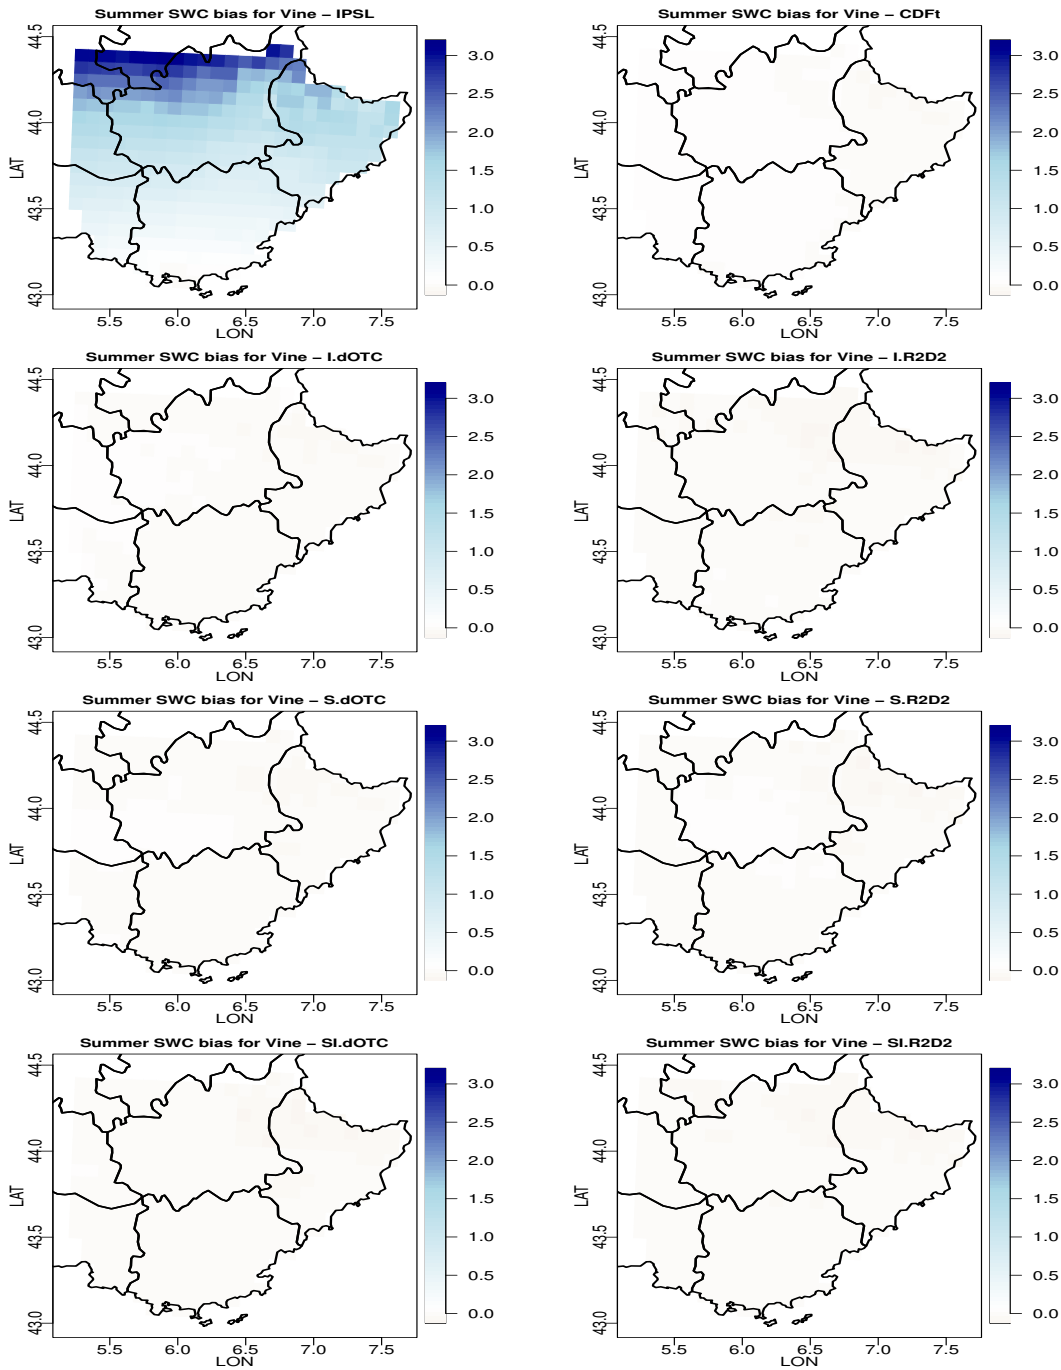 Summer SWC bias for Vine − IPSL
LAT
44.5
44.0
43.5
43.0
5.5 6.0 6.5 7.0 7.5
LON
3.0
2.5
2.0
1.5
1.0
0.5
0.0
Summer SWC bias for Vine − CDFt
LAT
44.5
44.0
43.5
43.0
5.5 6.0 6.5 7.0 7.5
LON
3.0
2.5
2.0
1.5
1.0
0.5
0.0
Summer SWC bias for Vine − I.dOTC
LAT
44.5
44.0
43.5
43.0
5.5 6.0 6.5 7.0 7.5
LON
3.0
2.5
2.0
1.5
1.0
0.5
0.0
Summer SWC bias for Vine − I.R2D2
LAT
44.5
44.0
43.5
43.0
5.5 6.0 6.5 7.0 7.5
LON
3.0
2.5
2.0
1.5
1.0
0.5
0.0
Summer SWC bias for Vine − S.dOTC
LAT
44.5
44.0
43.5
43.0
5.5 6.0 6.5 7.0 7.5
LON
3.0
2.5
2.0
1.5
1.0
0.5
0.0
Summer SWC bias for Vine − S.R2D2
LAT
44.5
44.0
43.5
43.0
5.5 6.0 6.5 7.0 7.5
LON
3.0
2.5
2.0
1.5
1.0
0.5
0.0
Summer SWC bias for Vine − SI.dOTC
LAT
44.5
44.0
43.5
43.0
5.5 6.0 6.5 7.0 7.5
LON
3.0
2.5
2.0
1.5
1.0
0.5
0.0
Summer SWC bias for Vine − SI.R2D2
LAT
44.5
44.0
43.5
43.0
5.5 6.0 6.5 7.0 7.5
LON
3.0
2.5
2.0
1.5
1.0
0.5
0.0